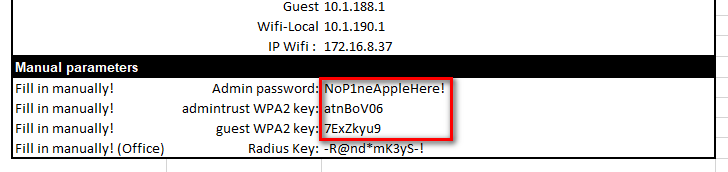 Guest 10.1.188.1
Wifi-Local 10.1.190.1
IP Wifi : 172.16.8.37
Manual parameters
Fill in manually! Admin password: NoP1neAppleHere!
Fill in manually! admintrust WPA2 key: atnBoV06
Fill in manually! guest WPA2 key: 7ExZkyu9
Fill in manually! (Office) Radius Key: -R@nd*mK3yS-!